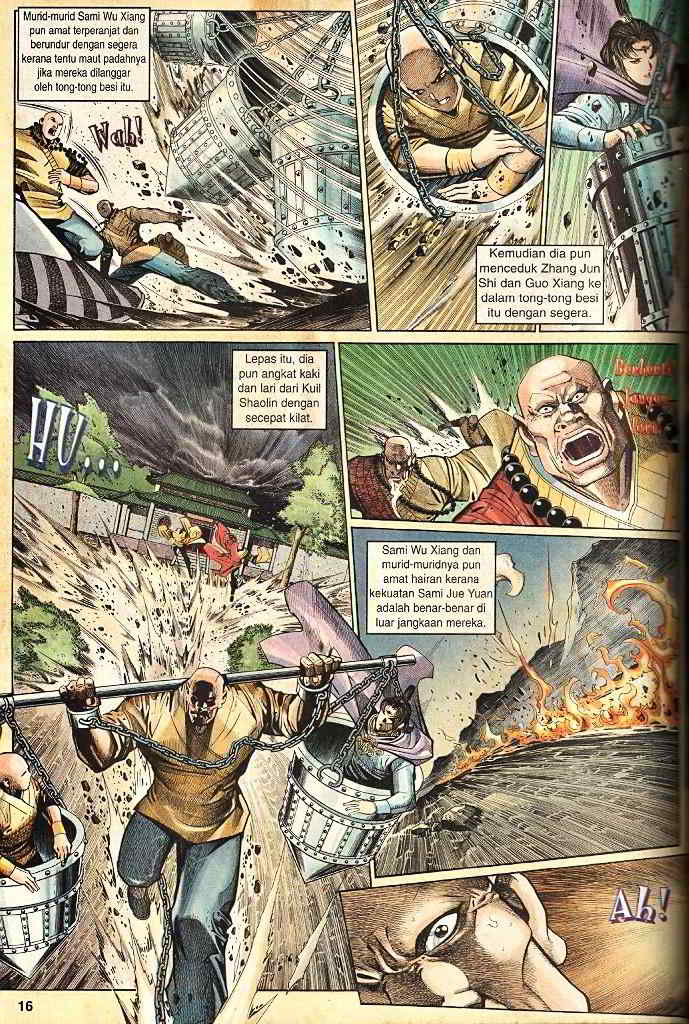 Murid-murid Sami Wu Xiang
pun amat terperanjat dan
berundur dengan segera
kerana tentu maut padahnya
jika mereka dilanggar
oleh tong-tong besi itu.
Wah!
Kemudian dia pun
menceduk Zhang Jun
Shi dan Guo Xiang ke
dalam tong-tong besi
itu dengan segera.
Lepas itu, dia
pun angkat kaki
dan lari dari Kuil
Shaolin dengan
secepat kilat.
HU...
Berhenti
Jangan
lari
Sami Wu Xiang dan
murid-muridnya pun
amat hairan kerana
kekuatan Sami Jue Yuan
adalah benar-benar di
luar jangkaan mereka.
Ah!
16